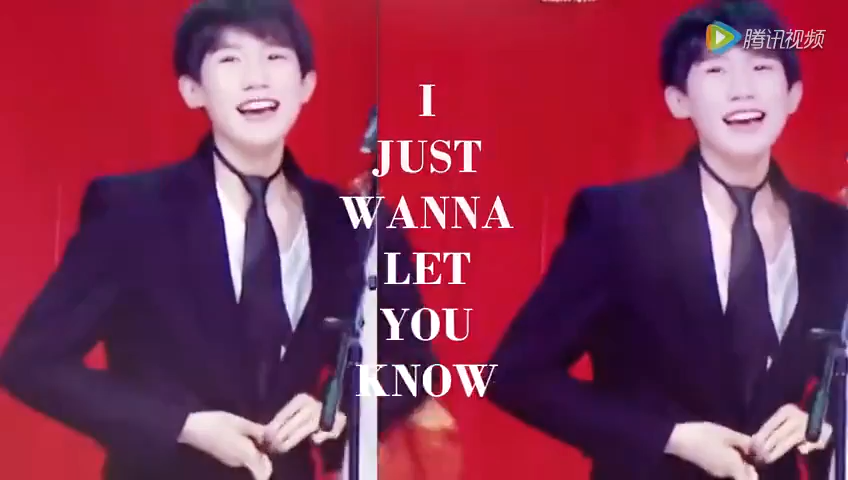 腾讯视频
I
JUST
WANNA
LET
YOU
KNOW